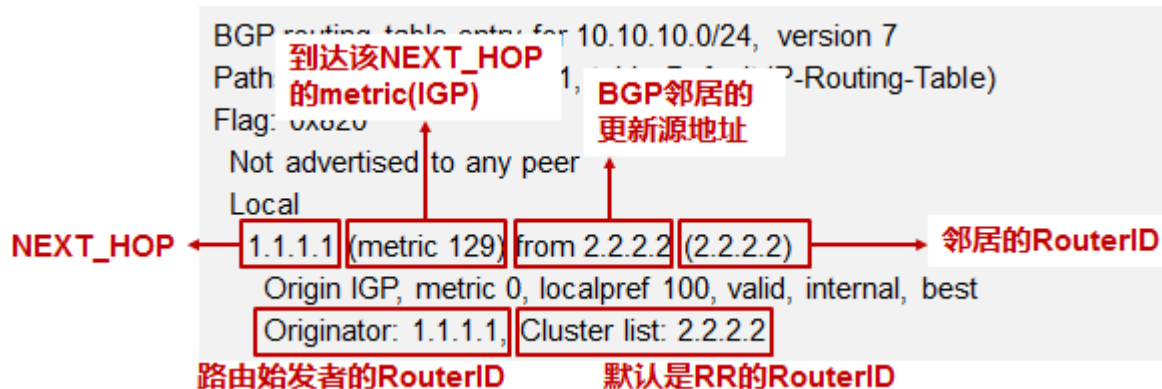 BGP routing table entry for 10.10.10.0/24, version 7
到达该NEXT_HOP
的metric(IGP)
Path 1, P-Routing-Table)
BGP邻居的
更新源地址
Flag: 0x820
Not advertised to any peer
Local
NEXT_HOP 1.1.1.1 (metric 129) from 2.2.2.2 (2.2.2.2) 邻居的RouterID
Origin IGP, metric 0, localpref 100, valid, internal, best
Originator: 1.1.1.1, Cluster list: 2.2.2.2
路由始发者的RouterID 默认是RR的RouterID